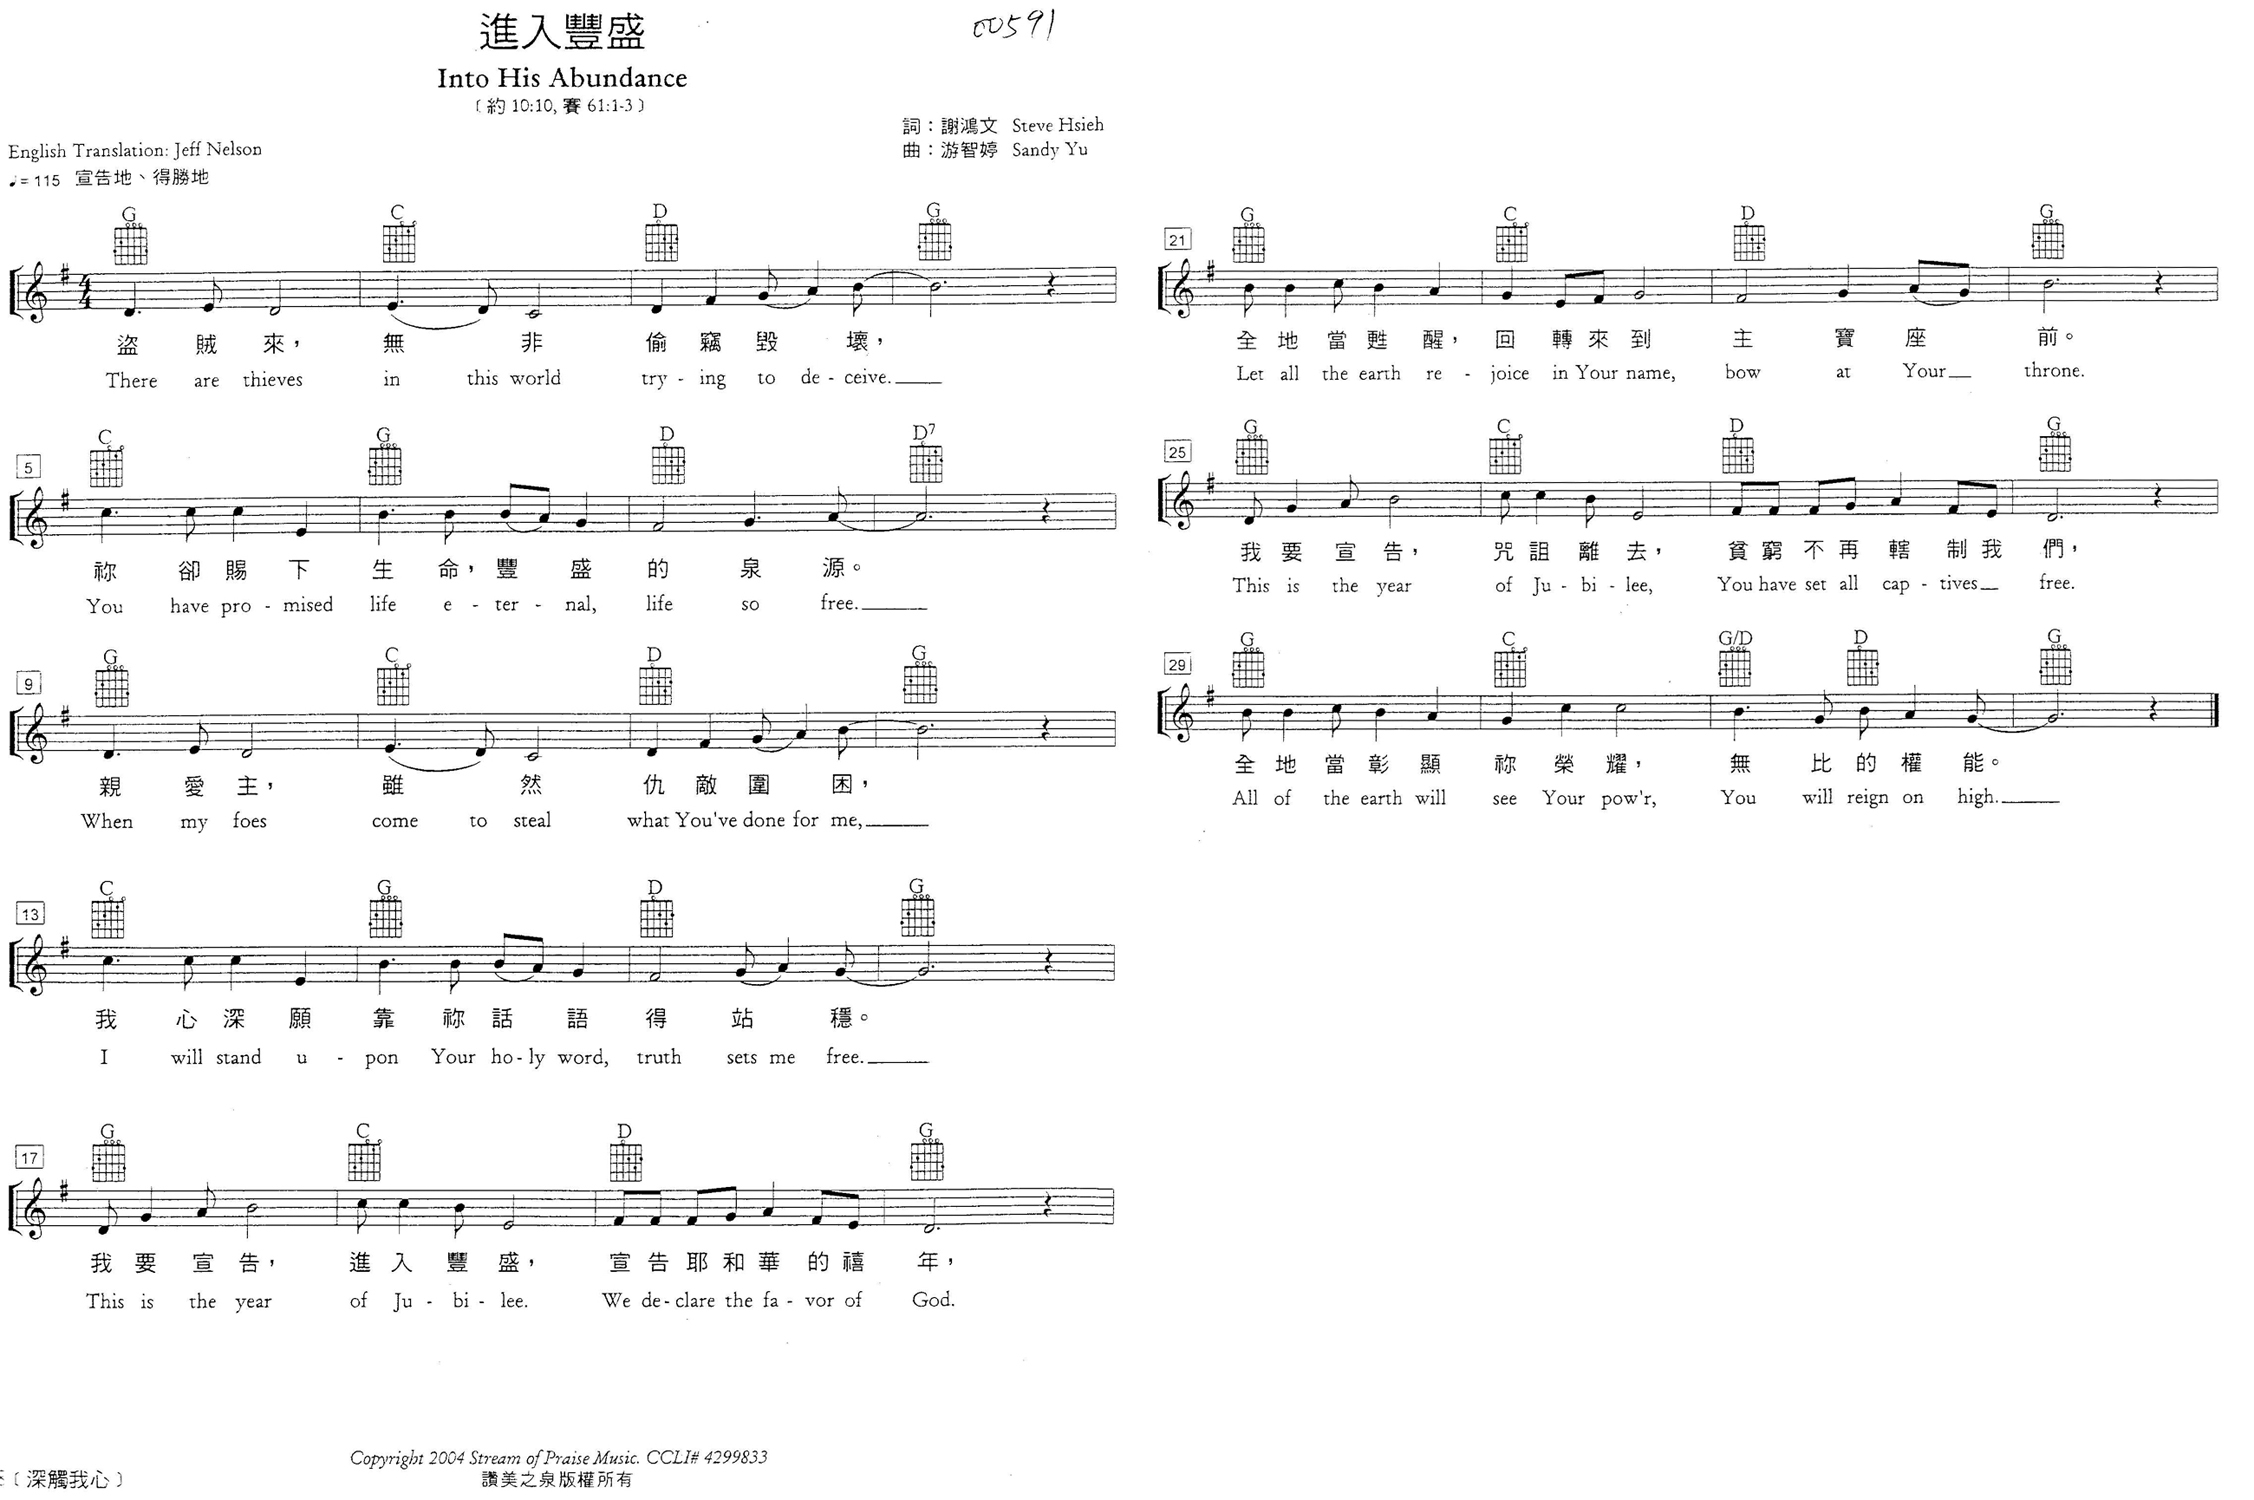 進入豐盛
00591
Into His Abundance
﹝約 10:10, 賽 61:1-3﹞
詞：謝鴻文 Steve Hsieh
English Translation: Jeff Nelson
曲：游智婷 Sandy Yu
♩= 115 宣告地、得勝地
G C D G
4/4
盜賊來，無非偷竊毀壞，
There are thieves in this world try - ing to de - ceive.
C G D D7
5
祢卻賜下生命，豐盛的泉源。
You have pro - mised life e - ter - nal, life so free.
G C D G
9
親愛主，雖然仇敵圍困，
When my foes come to steal what You've done for me,
C G D G
13
我心深願靠祢話語得站穩。
I will stand u - pon Your ho - ly word, truth sets me free.
G C D G
17
我要宣告，進入豐盛，宣告耶和華的禧年，
This is the year of Ju - bi - lee. We de - clare the fa - vor of God.
G C D G
21
全地當甦醒，回轉來到主寶座前。
Let all the earth re - joice in Your name, bow at Your throne.
G C D G
25
我要宣告，咒詛離去，貧窮不再轄制我們，
This is the year of Ju - bi - lee, You have set all cap - tives free.
G C G/D D G
29
全地當彰顯祢榮耀，無比的權能。
All of the earth will see Your pow'r, You will reign on high.
Copyright 2004 Stream of Praise Music. CCLI# 4299833
﹝深觸我心﹞
讚美之泉版權所有